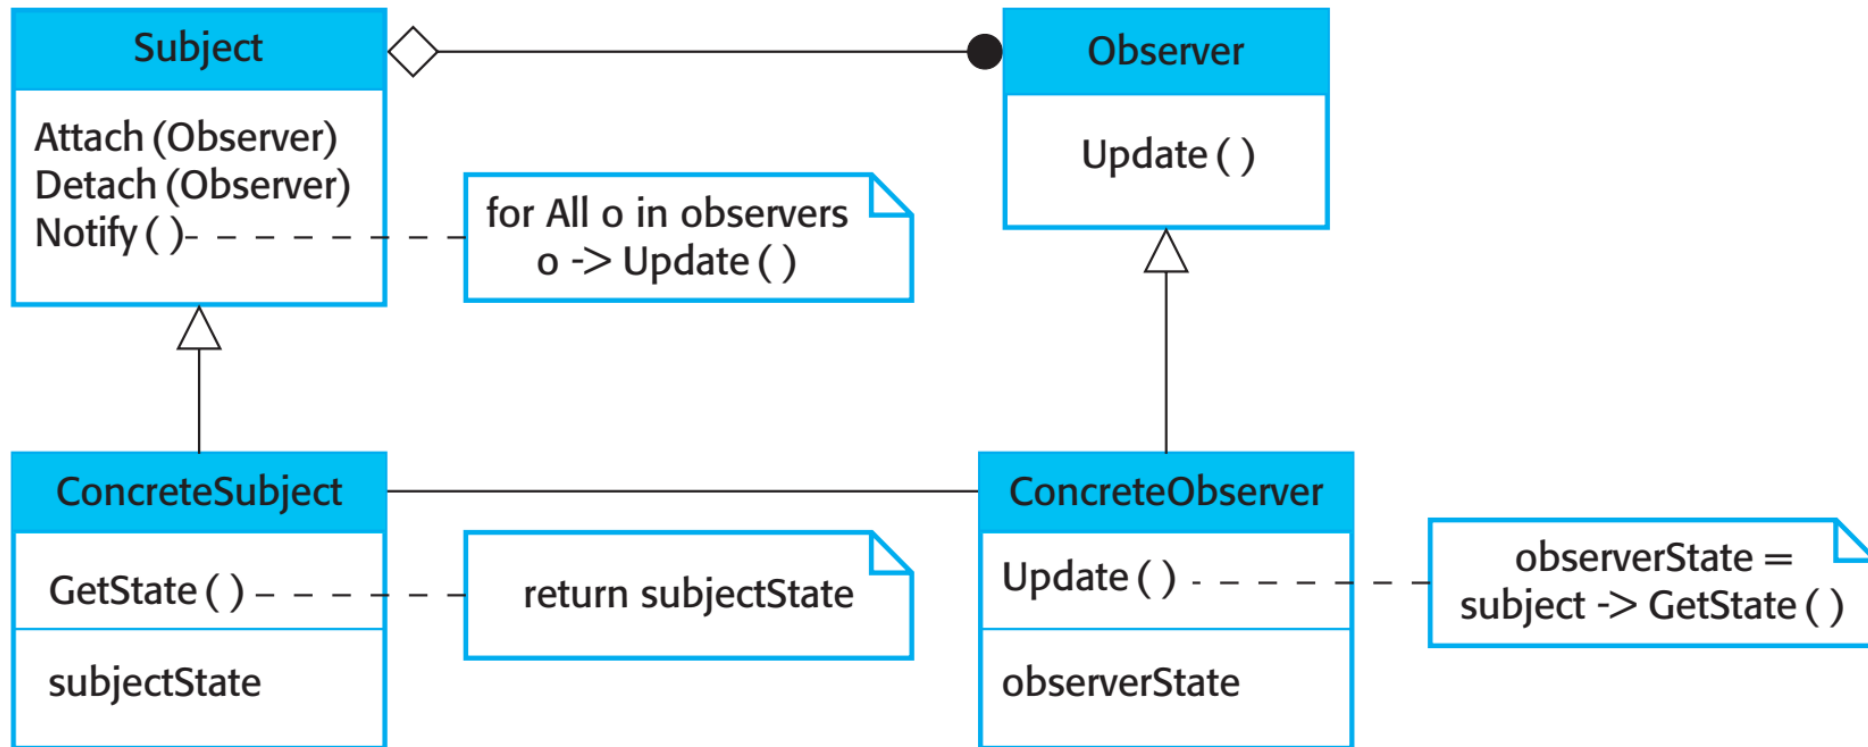 Subject
Attach (Observer)
Detach (Observer)
Notify ( )
for All o in observers
o -> Update ( )
Observer
Update ( )
ConcreteSubject
GetState ( )
subjectState
return subjectState
ConcreteObserver
Update ( )
observerState
observerState =
subject -> GetState ( )